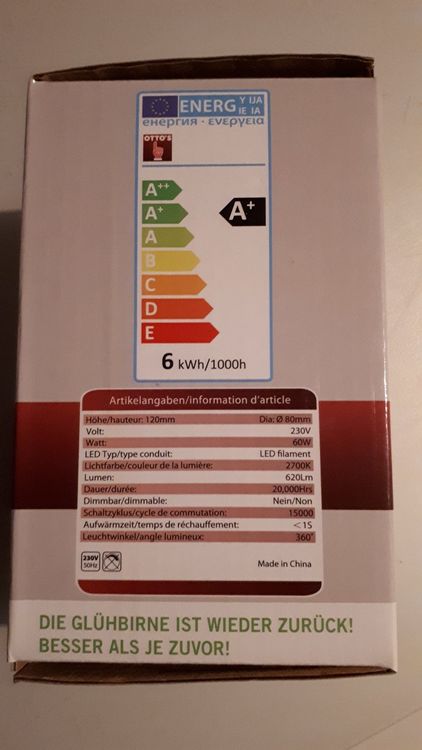 ENERG Y IJA
IE IA
енергия · ενεργεια
OTTO'S
A++
A+
A
B
C
D
E
A+
6 kWh/1000h
Artikelangaben/information d'article
Höhe/hauteur: 120mm Dia: Ø 80mm
Volt: 230V
Watt: 60W
LED Typ/type conduit: LED filament
Lichtfarbe/couleur de la lumière: 2700K
Lumen: 620Lm
Dauer/durée: 20,000Hrs
Dimmbar/dimmable: Nein/Non
Schaltzyklus/cycle de commutation: 15000
Aufwärmzeit/temps de réchauffement: <1S
Leuchtwinkel/angle lumineux: 360°
230V
50Hz
Made in China
DIE GLÜHBIRNE IST WIEDER ZURÜCK!
BESSER ALS JE ZUVOR!